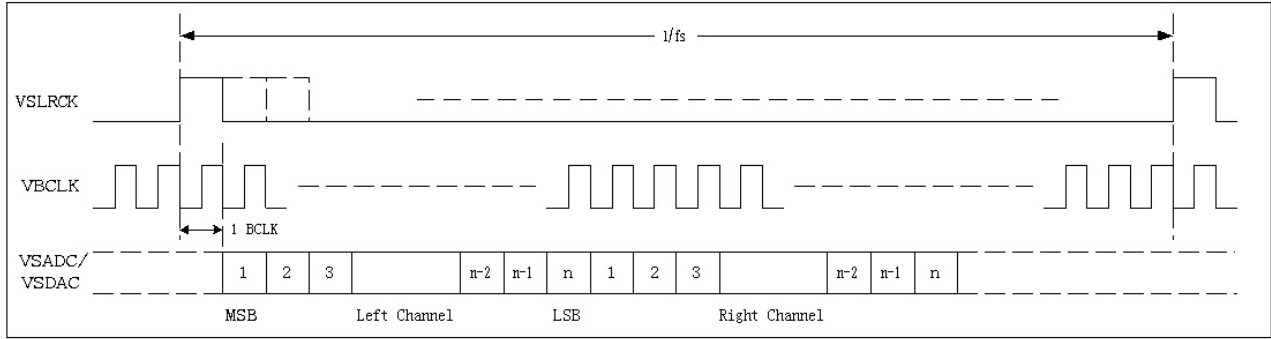 1/fs
VSLRCK
VBCLK
1 BCLK
VSADC/
VSDAC
1 2 3 n-2 n-1 n 1 2 3 n-2 n-1 n
MSB Left Channel LSB Right Channel